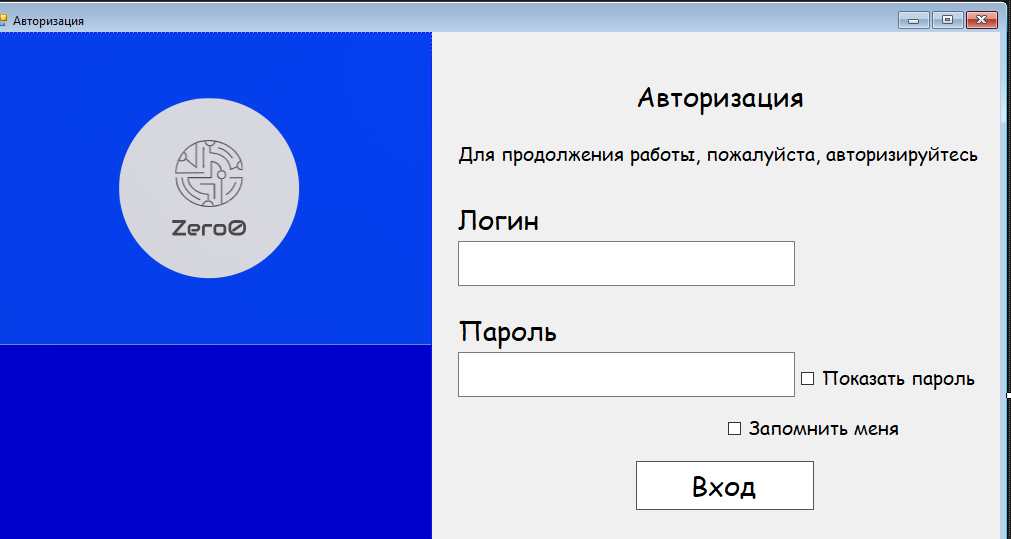 Авторизация
Zero0
Авторизация
Для продолжения работы, пожалуйста, авторизируйтесь
Логин
Пароль
Показать пароль
Запомнить меня
Вход